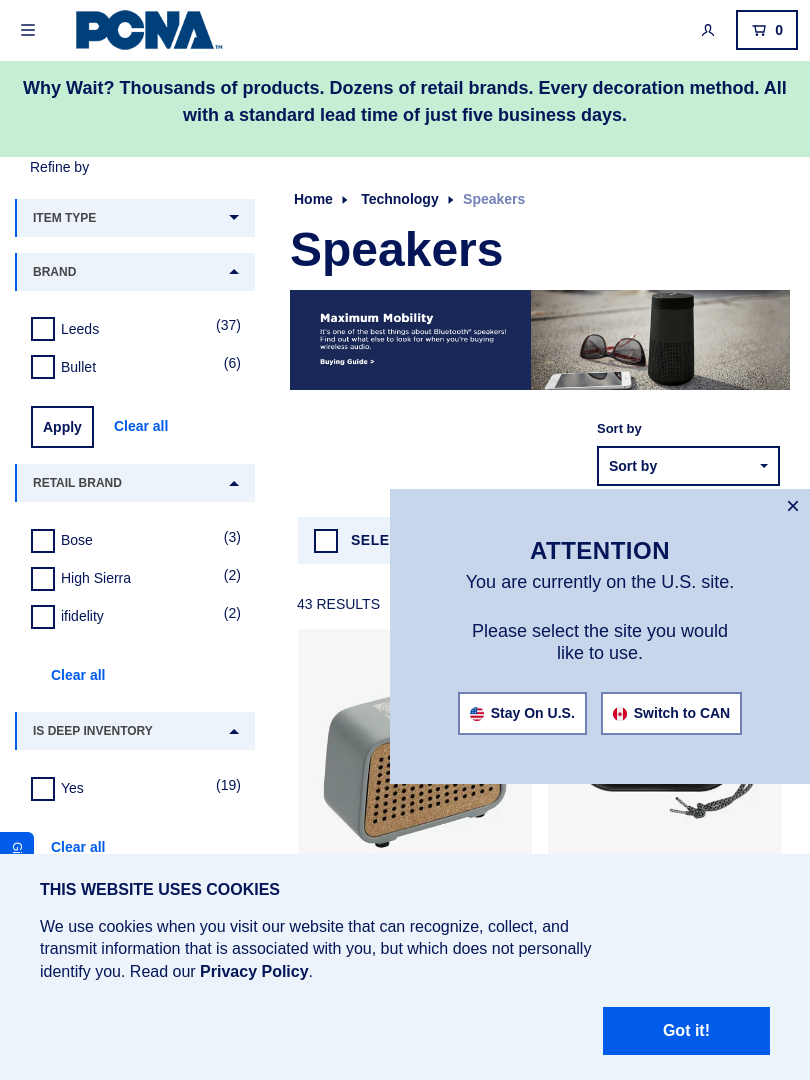 PCNA™
0
Why Wait? Thousands of products. Dozens of retail brands. Every decoration method. All
with a standard lead time of just five business days.
Refine by
ITEM TYPE
BRAND
Leeds (37)
Bullet (6)
Apply Clear all
RETAIL BRAND
Bose (3)
High Sierra (2)
ifidelity (2)
Clear all
IS DEEP INVENTORY
Yes (19)
Clear all
Home Technology Speakers
Speakers
Maximum Mobility
It's one of the best things about Bluetooth® speakers!
Find out what else to look for when you're buying
wireless audio.
Buying Guide >
Sort by
Sort by
SELE
43 RESULTS
ATTENTION
You are currently on the U.S. site.
Please select the site you would
like to use.
Stay On U.S. Switch to CAN
THIS WEBSITE USES COOKIES
We use cookies when you visit our website that can recognize, collect, and
transmit information that is associated with you, but which does not personally
identify you. Read our Privacy Policy.
Got it!